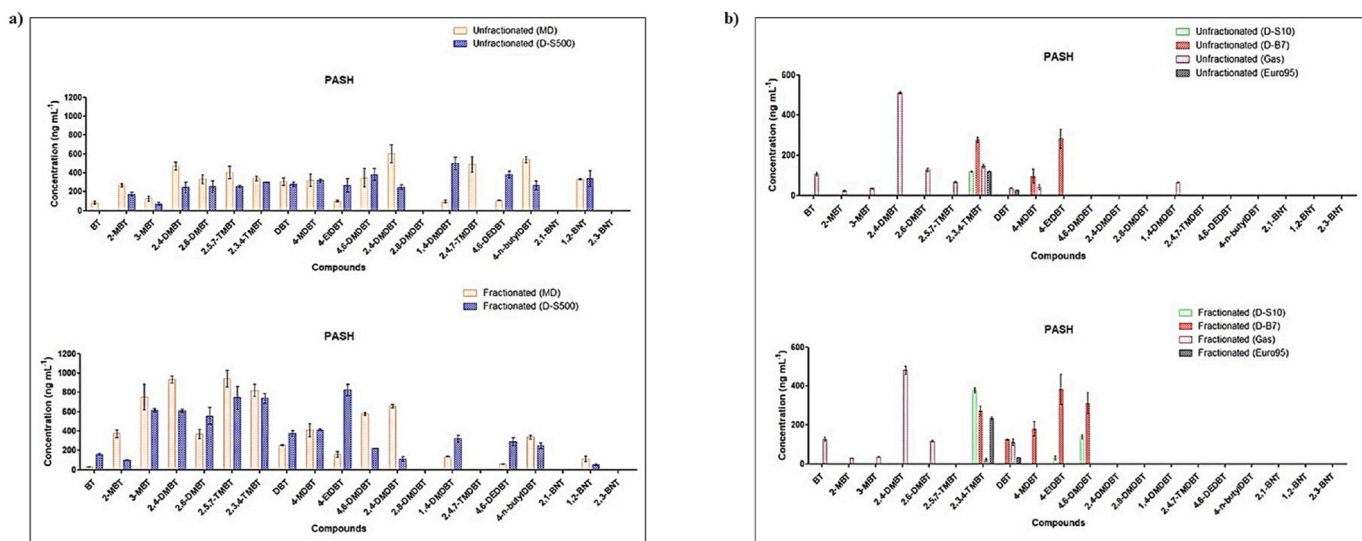 a)
Unfractionated (MD)
Unfractionated (D-S500)
PASH
Concentration (ng mL-1)
1200
1000
800
600
400
200
0
BT
2-MBT
3-MBT
2,4-DMBT
2,6-DMBT
2,5,7-TMBT
2,3,4-TMBT
DBT
4-MDBT
4-EtDBT
4,6-DMDBT
2,4-DMDBT
2,8-DMDBT
1,4-DMDBT
2,4,7-TMDBT
4,6-DEDBT
4-n-butylDBT
2,1-BNT
1,2-BNT
2,3-BNT
Compounds
Fractionated (MD)
Fractionated (D-S500)
PASH
Concentration (ng mL-1)
1200
1000
800
600
400
200
0
BT
2-MBT
3-MBT
2,4-DMBT
2,6-DMBT
2,5,7-TMBT
2,3,4-TMBT
DBT
4-MDBT
4-EtDBT
4,6-DMDBT
2,4-DMDBT
2,8-DMDBT
1,4-DMDBT
2,4,7-TMDBT
4,6-DEDBT
4-n-butylDBT
2,1-BNT
1,2-BNT
2,3-BNT
Compounds
b)
Unfractionated (D-S10)
Unfractionated (D-B7)
Unfractionated (Gas)
Unfractionated (Euro95)
PASH
Concentration (ng mL-1)
600
400
200
0
BT
2-MBT
3-MBT
2,4-DMBT
2,6-DMBT
2,5,7-TMBT
2,3,4-TMBT
DBT
4-MDBT
4-EtDBT
4,6-DMDBT
2,4-DMDBT
2,8-DMDBT
1,4-DMDBT
2,4,7-TMDBT
4,6-DEDBT
4-n-butylDBT
2,1-BNT
1,2-BNT
2,3-BNT
Compounds
Fractionated (D-S10)
Fractionated (D-B7)
Fractionated (Gas)
Fractionated (Euro95)
PASH
Concentration (ng mL-1)
600
400
200
0
BT
2-MBT
3-MBT
2,4-DMBT
2,6-DMBT
2,5,7-TMBT
2,3,4-TMBT
DBT
4-MDBT
4-EtDBT
4,6-DMDBT
2,4-DMDBT
2,8-DMDBT
1,4-DMDBT
2,4,7-TMDBT
4,6-DEDBT
4-n-butylDBT
2,1-BNT
1,2-BNT
2,3-BNT
Compounds